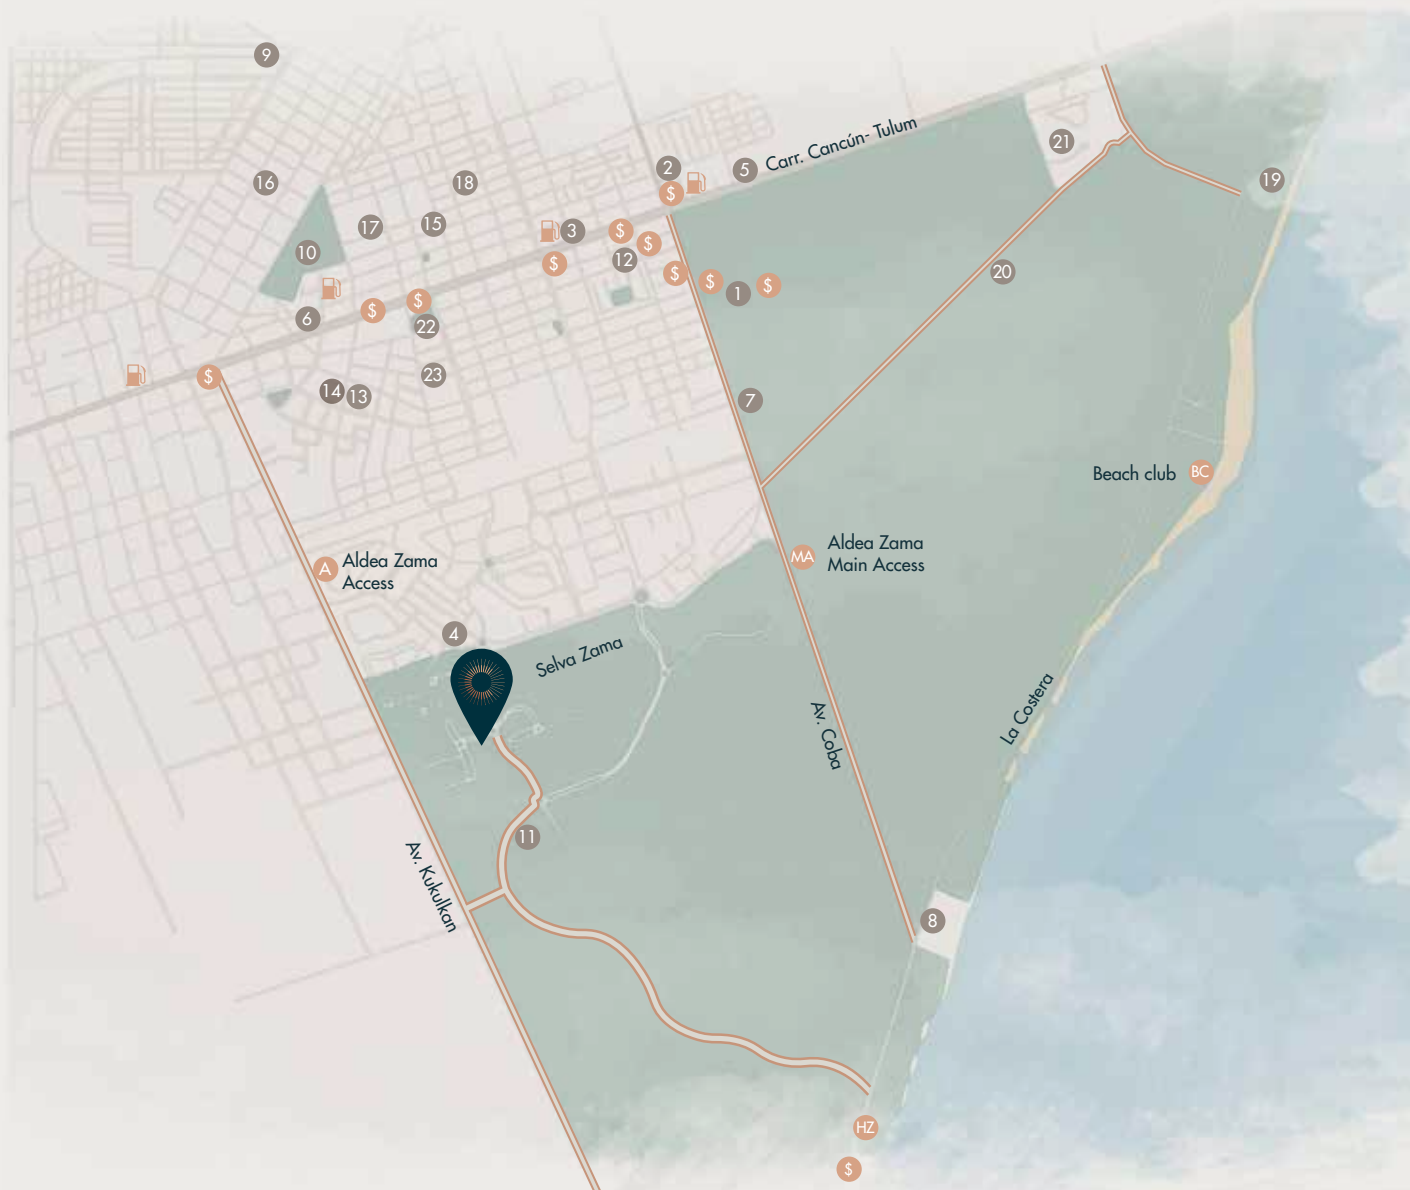 9
2
5
Carr. Cancún- Tulum
21
16
18
19
$
17
15
3
$
$
10
12
20
$
$
$
1
$
6
$
$
22
$
14
13
23
7
Beach club
BC
A
Aldea Zama
Access
MA
Aldea Zama
Main Access
4
Selva Zama
La Costera
Av. Coba
11
Av. Kukulkan
8
HZ
$